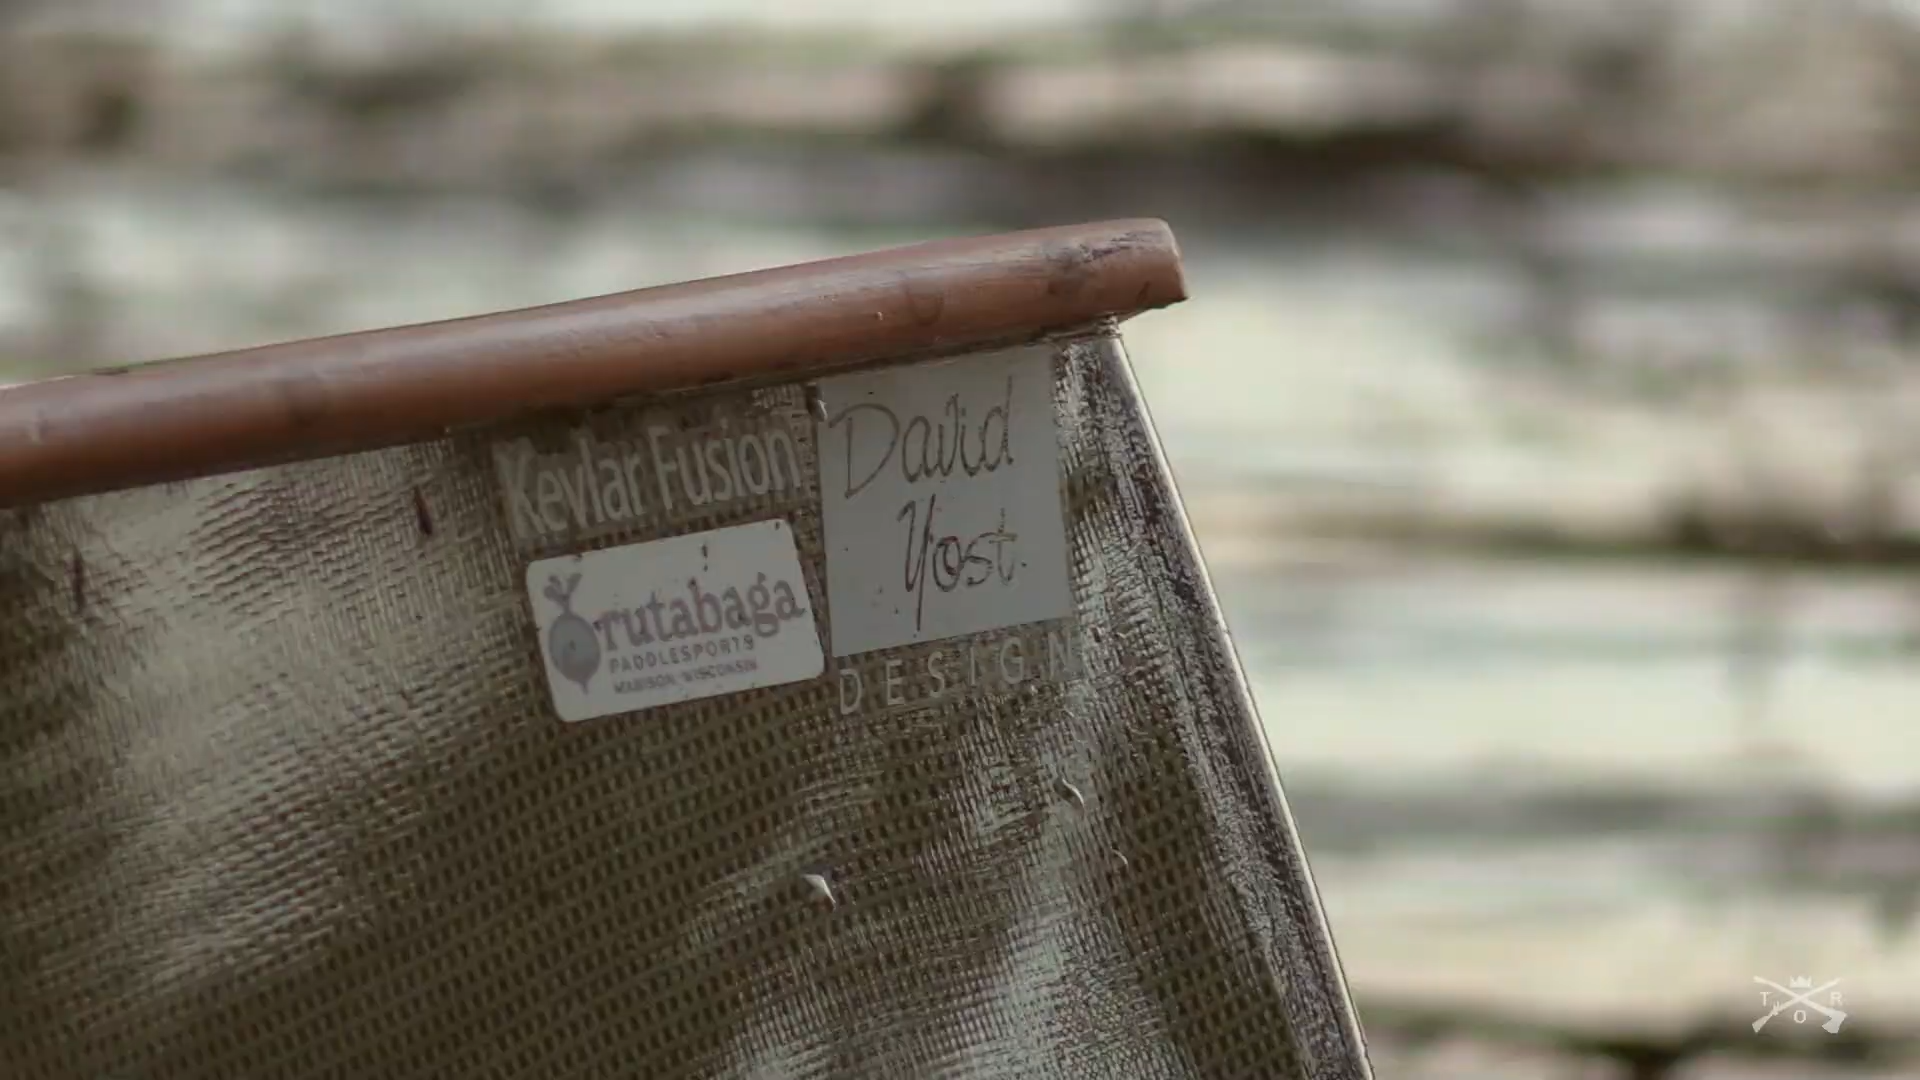 Kevlar Fusion
David
Yost.
DESIGN
rutabaga
PADDLESPORTS
MADISON, WISCONSIN
T R
O